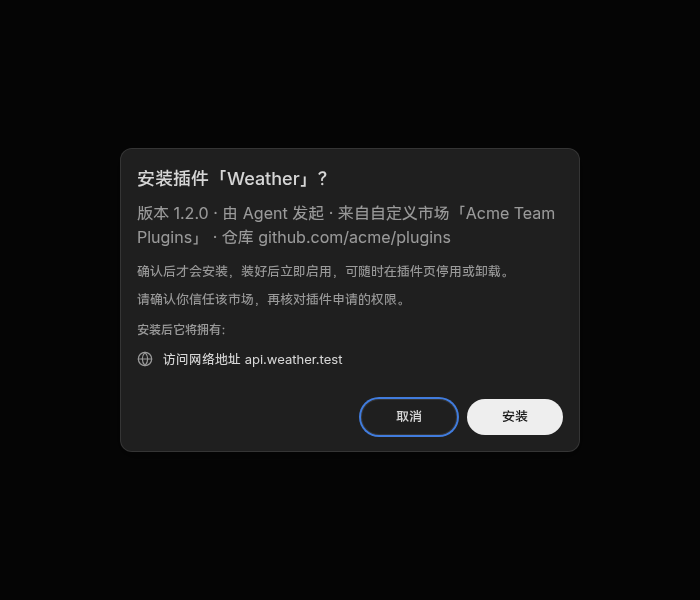 安装插件「Weather」?
版本 1.2.0 · 由 Agent 发起 · 来自自定义市场「Acme Team
Plugins」 · 仓库 github.com/acme/plugins
确认后才会安装，装好后立即启用，可随时在插件页停用或卸载。
请确认你信任该市场，再核对插件申请的权限。
安装后它将拥有:
访问网络地址 api.weather.test
取消
安装